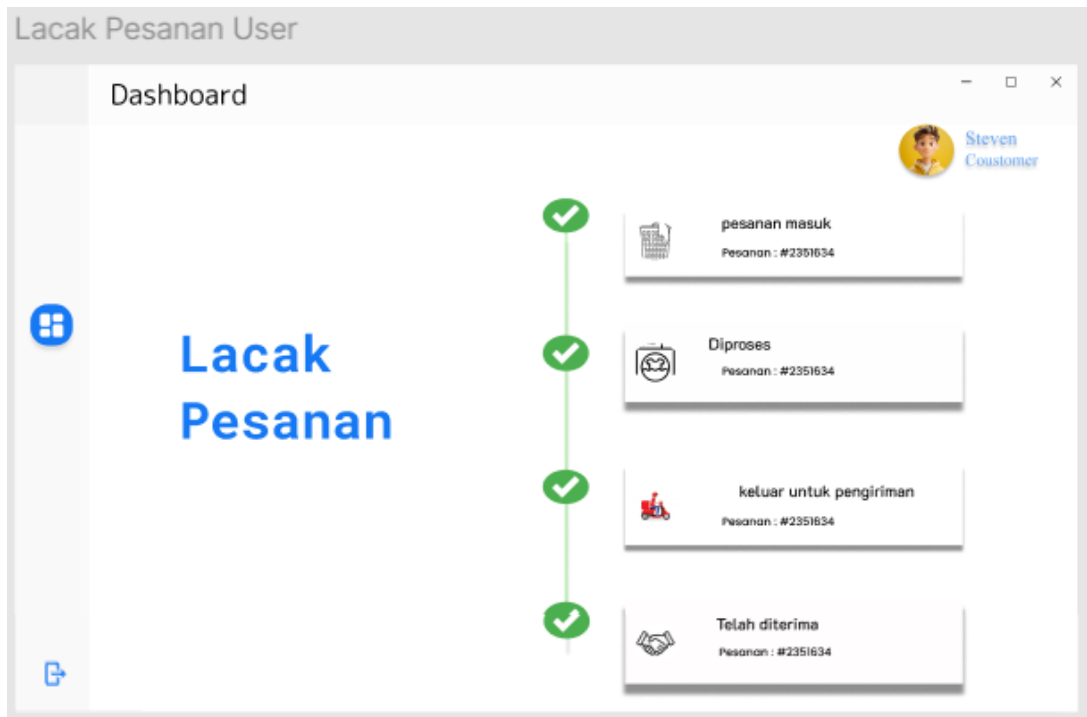 Lacak Pesanan User
Dashboard
Steven
Coustomer
Lacak
Pesanan
pesanan masuk
Pesanan : #2351634
Diproses
Pesanan : #2351634
keluar untuk pengiriman
Pesanan : #2351634
Telah diterima
Pesanan : #2351634